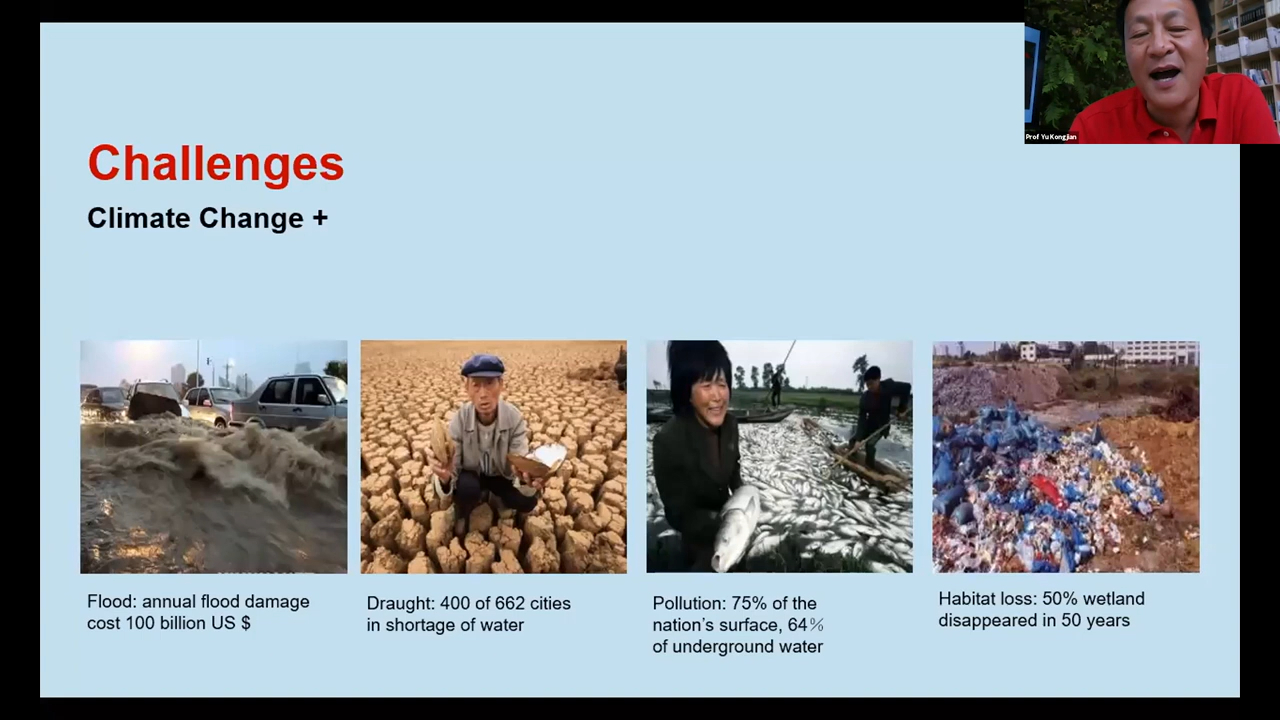 Prof Yu Kongjian
Challenges
Climate Change +
Flood: annual flood damage
cost 100 billion US $
Draught: 400 of 662 cities
in shortage of water
Pollution: 75% of the
nation’s surface, 64%
of underground water
Habitat loss: 50% wetland
disappeared in 50 years